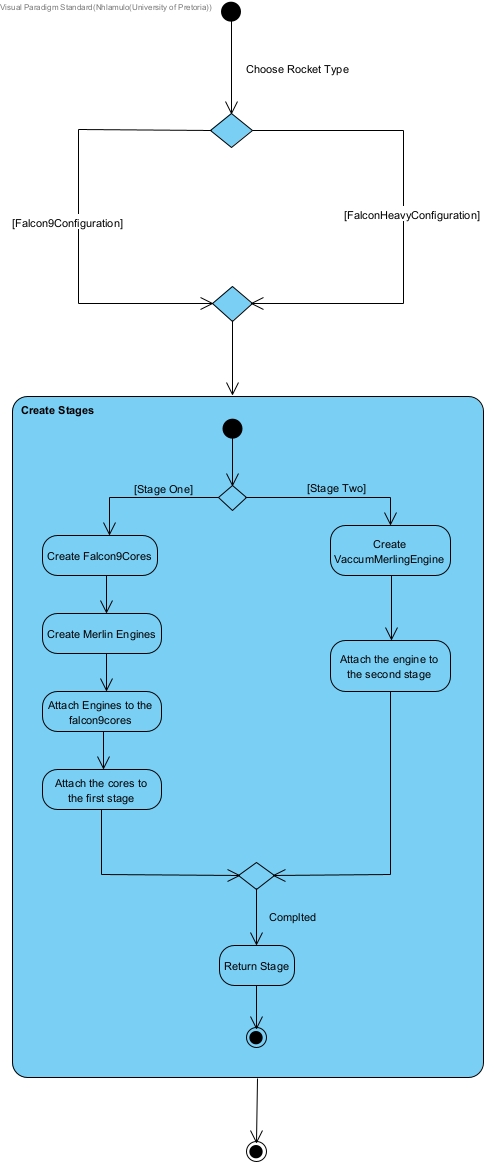 Visual Paradigm Standard(Nhlamulo(University of Pretoria))
Choose Rocket Type
[Falcon9Configuration]
[FalconHeavyConfiguration]
Create Stages
[Stage One]
[Stage Two]
Create Falcon9Cores
Create
VaccumMerlingEngine
Create Merlin Engines
Attach the engine to
the second stage
Attach Engines to the
falcon9cores
Attach the cores to
the first stage
Complted
Return Stage